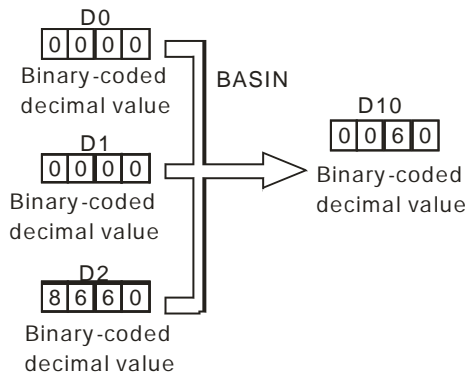 D0
0 0 0 0
Binary-coded
decimal value
BASIN
D1
0 0 0 0
Binary-coded
decimal value
D10
0 0 6 0
Binary-coded
decimal value
D2
8 6 6 0
Binary-coded
decimal value